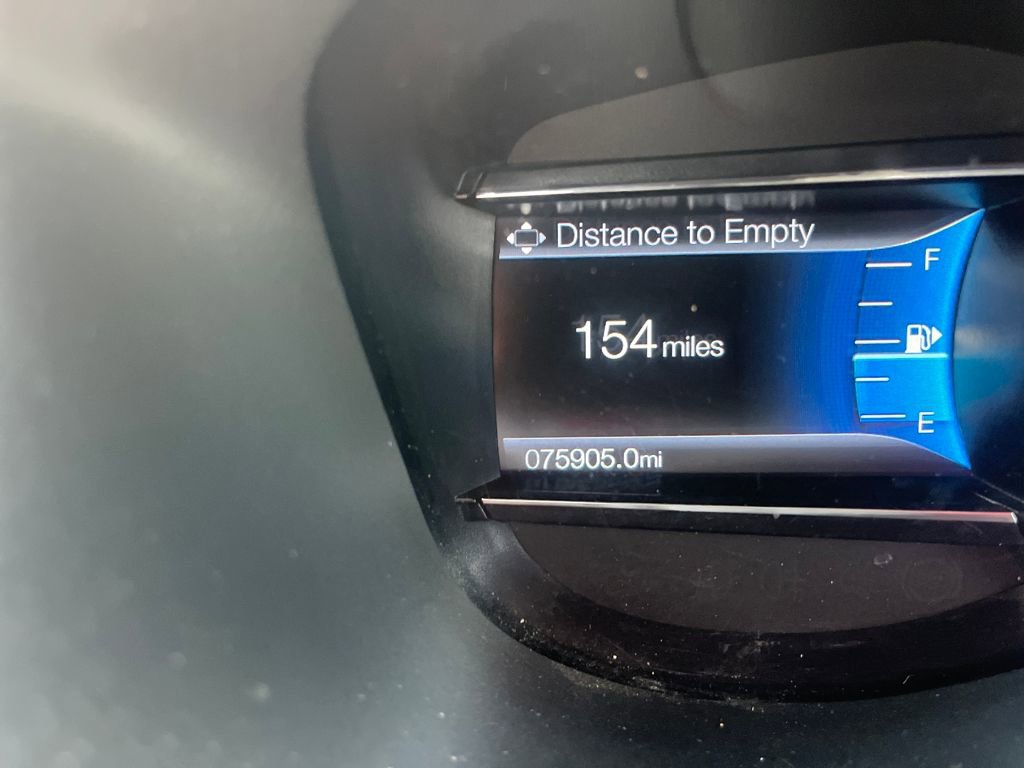 Distance to Empty
F
154 miles
E
075905.0mi